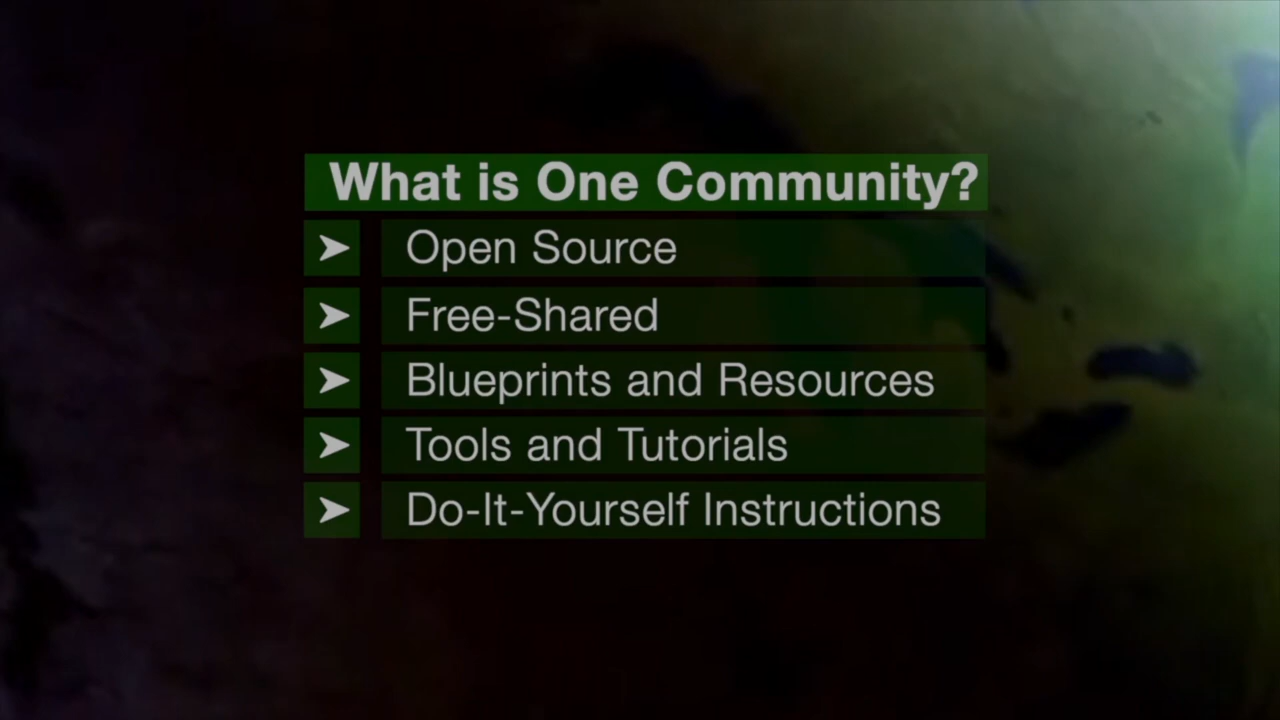 What is One Community?
Open Source
Free-Shared
Blueprints and Resources
Tools and Tutorials
Do-It-Yourself Instructions